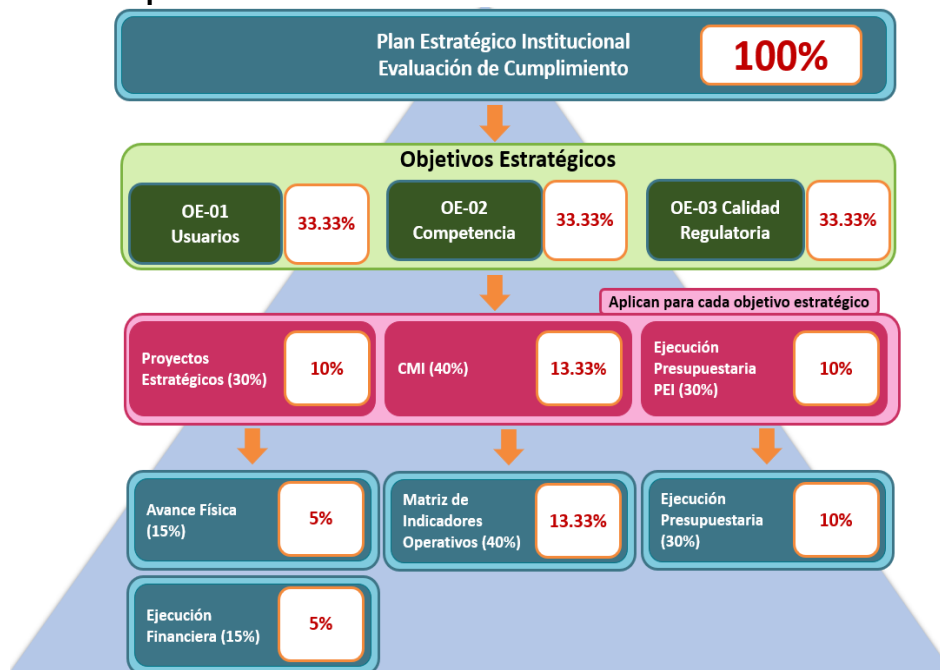 Plan Estratégico Institucional
Evaluación de Cumplimiento
100%
Objetivos Estratégicos
OE-01
Usuarios
33.33%
OE-02
Competencia
33.33%
OE-03 Calidad
Regulatoria
33.33%
Aplican para cada objetivo estratégico
Proyectos
Estratégicos (30%)
10%
CMI (40%)
13.33%
Ejecución
Presupuestaria
PEI (30%)
10%
Avance Física
(15%)
5%
Matriz de
Indicadores
Operativos (40%)
13.33%
Ejecución
Presupuestaria
(30%)
10%
Ejecución
Financiera (15%)
5%